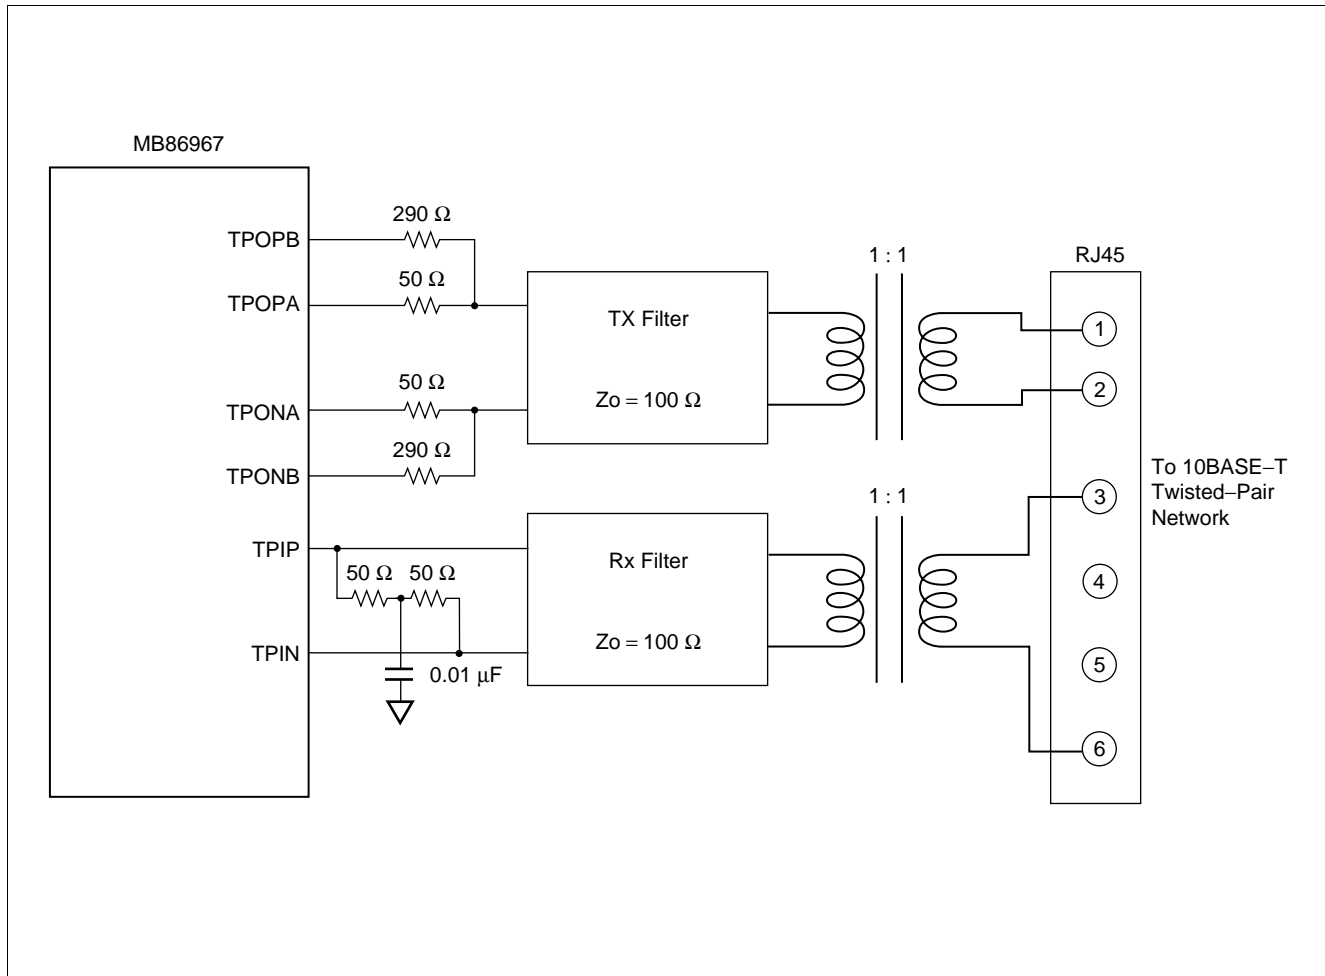 MB86967
290 Ω
TPOPB
50 Ω
TPOPA
50 Ω
TPONA
290 Ω
TPONB
TPIP
50 Ω 50 Ω
TPIN
0.01 μF
TX Filter
Zo = 100 Ω
Rx Filter
Zo = 100 Ω
1 : 1
1 : 1
RJ45
1
2
3
4
5
6
To 10BASE–T
Twisted–Pair
Network